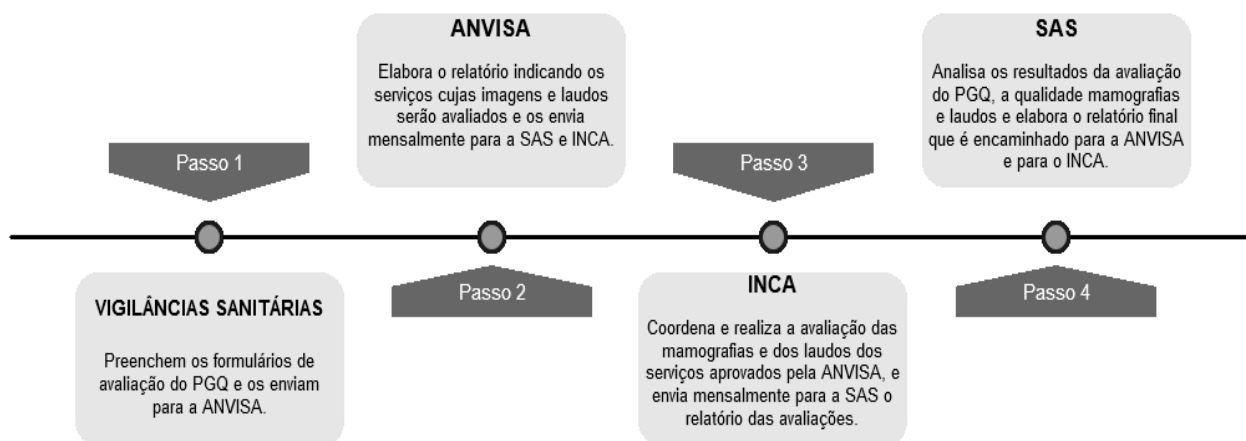 Passo 1
VIGILÂNCIAS SANITÁRIAS
Preenchem os formulários de
avaliação do PGQ e os enviam
para a ANVISA.
ANVISA
Elabora o relatório indicando os
serviços cujas imagens e laudos
serão avaliados e os envia
mensalmente para a SAS e INCA.
Passo 2
Passo 3
INCA
Coordena e realiza a avaliação das
mamografias e dos laudos dos
serviços aprovados pela ANVISA, e
envia mensalmente para a SAS o
relatório das avaliações.
SAS
Analisa os resultados da avaliação
do PGQ, a qualidade mamografias
e laudos e elabora o relatório final
que é encaminhado para a ANVISA
e para o INCA.
Passo 4